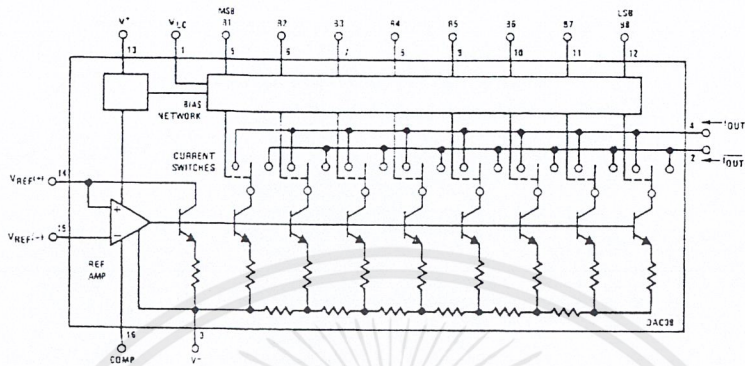 MSB LSB
V+ VLC B1 B2 B3 B4 B5 B6 B7 B8
13 1 5 6 7 8 9 10 11 12
BIAS
NETWORK
4 IOUT
CURRENT
SWITCHES
2 IOUT
14
VREF(+)
+
VREF(-)
15
−
REF
AMP
DAC08
16 3
COMP V−